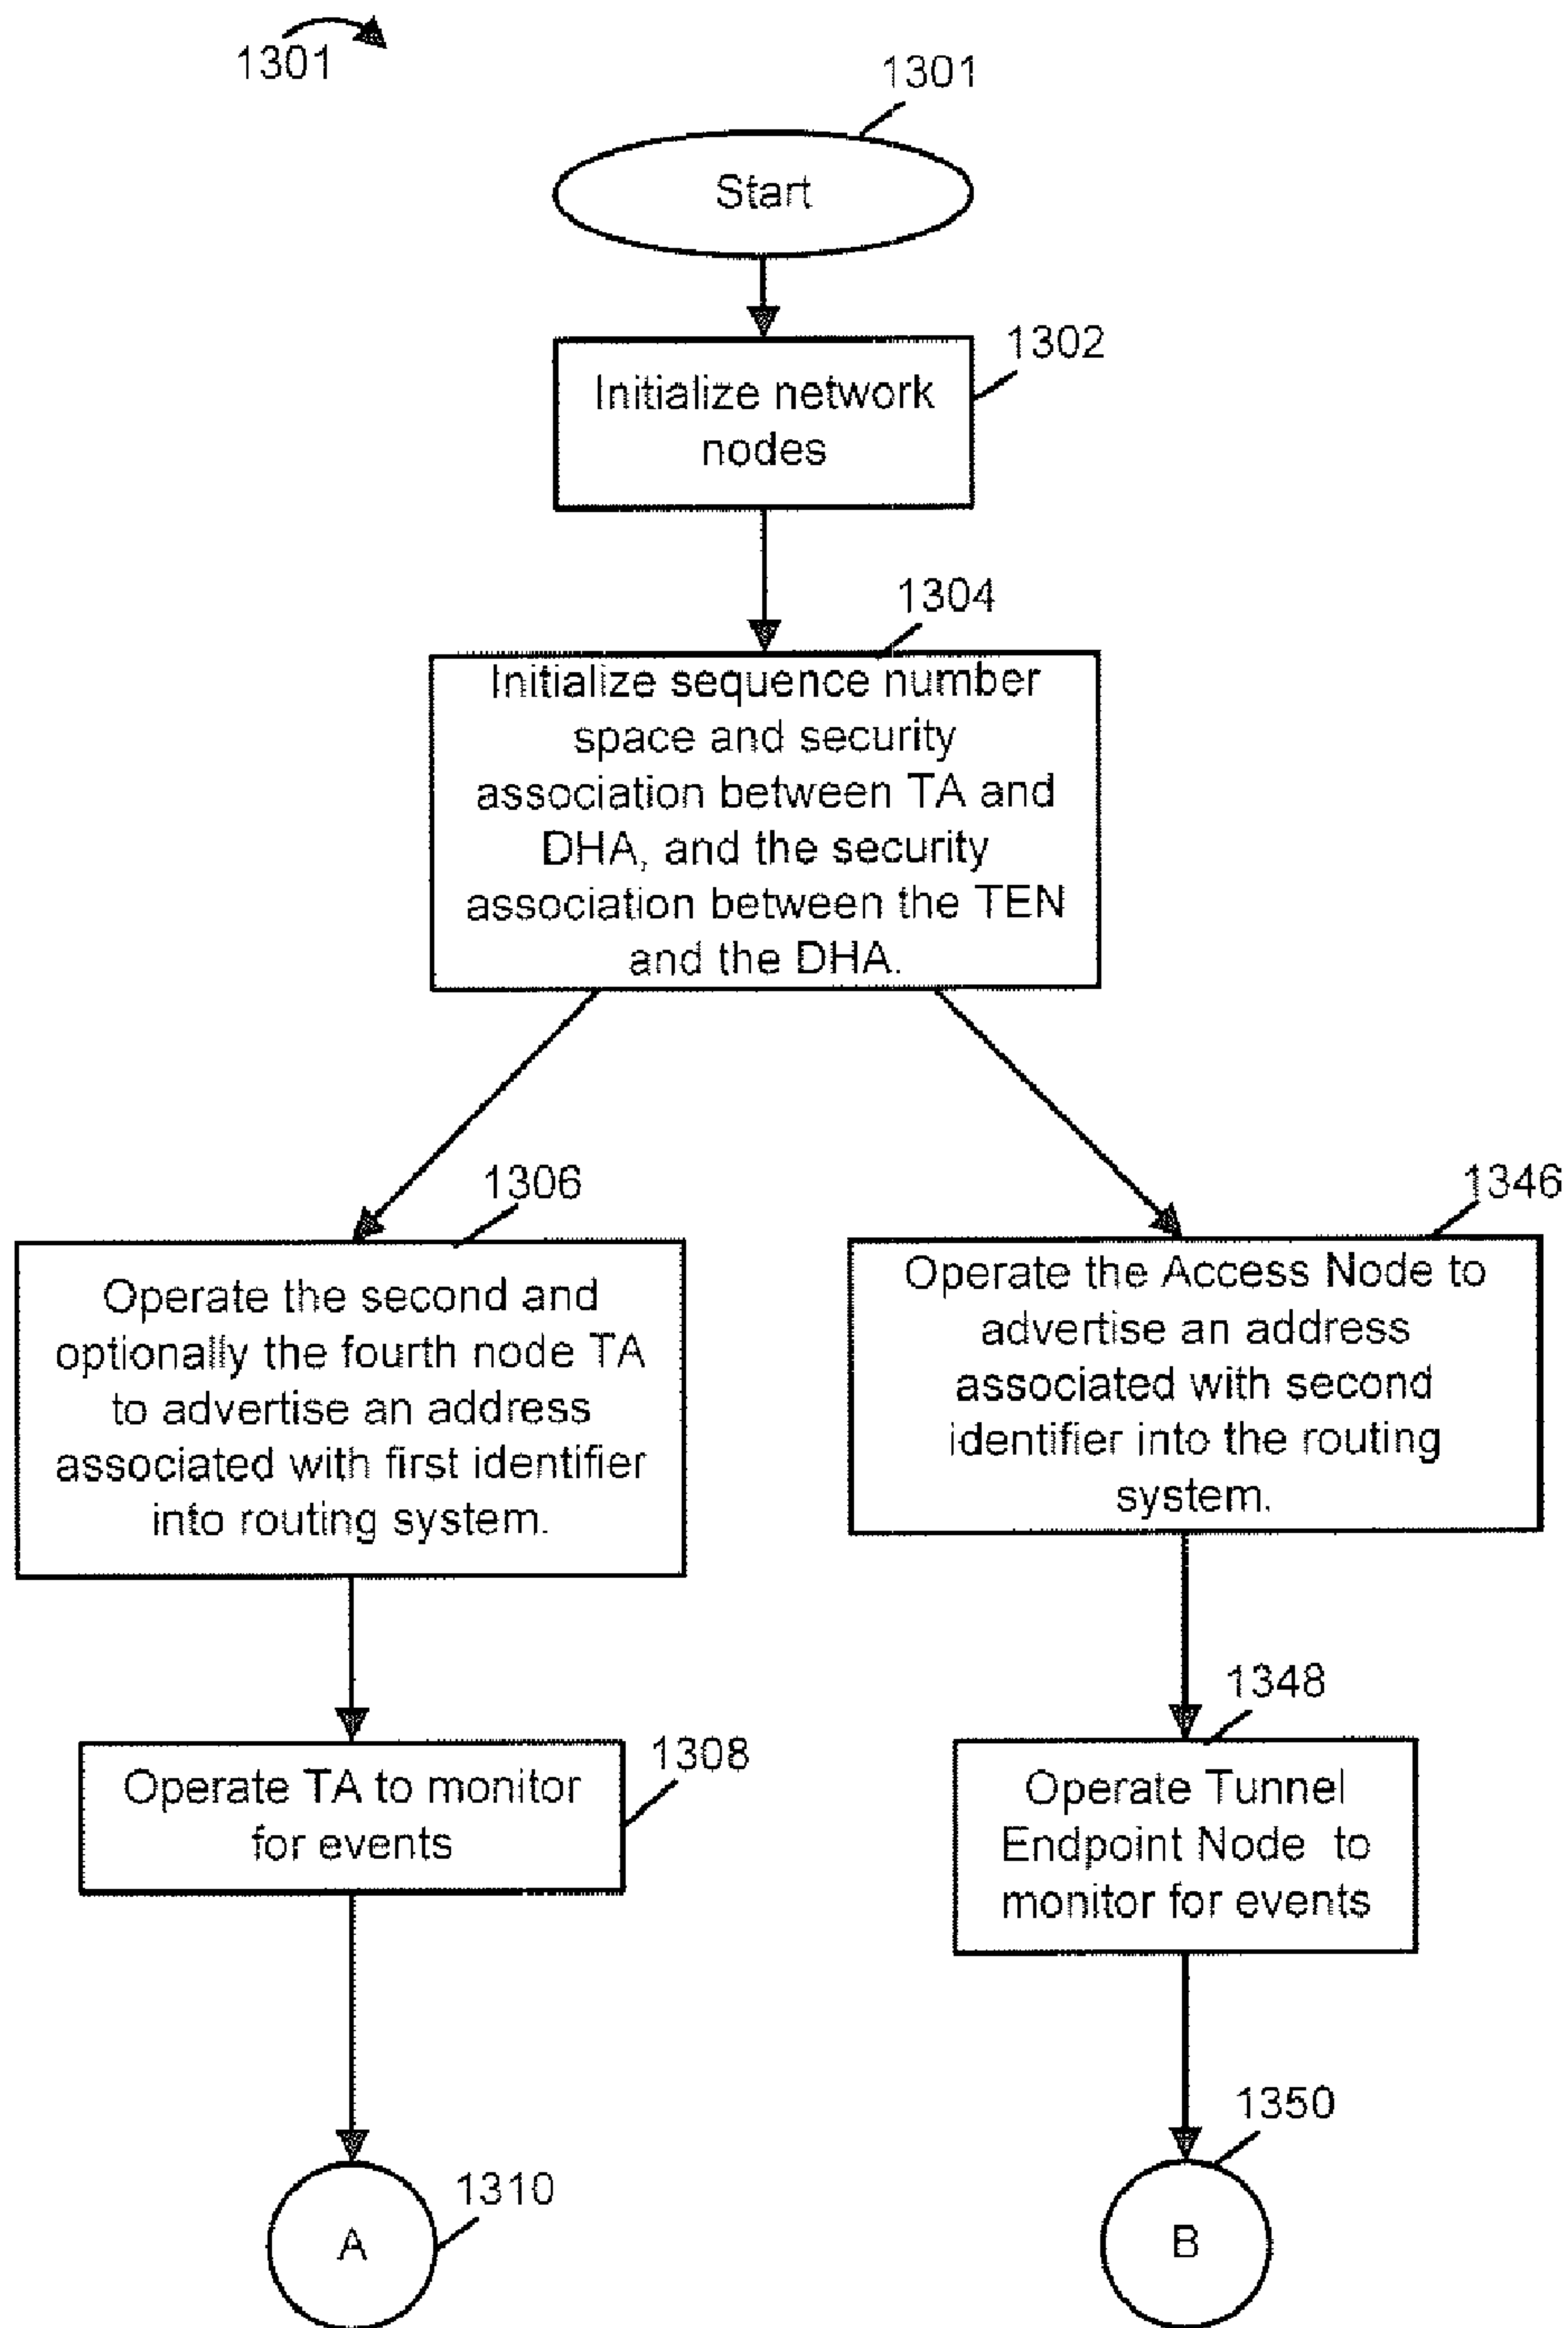 1301
1301
Start
1302
Initialize network
nodes
1304
Initialize sequence number
space and security
association between TA and
DHA, and the security
association between the TEN
and the DHA.
1306
Operate the second and
optionally the fourth node TA
to advertise an address
associated with first identifier
into routing system.
1346
Operate the Access Node to
advertise an address
associated with second
identifier into the routing
system.
1308
Operate TA to monitor
for events
1348
Operate Tunnel
Endpoint Node to
monitor for events
1310
A
1350
B